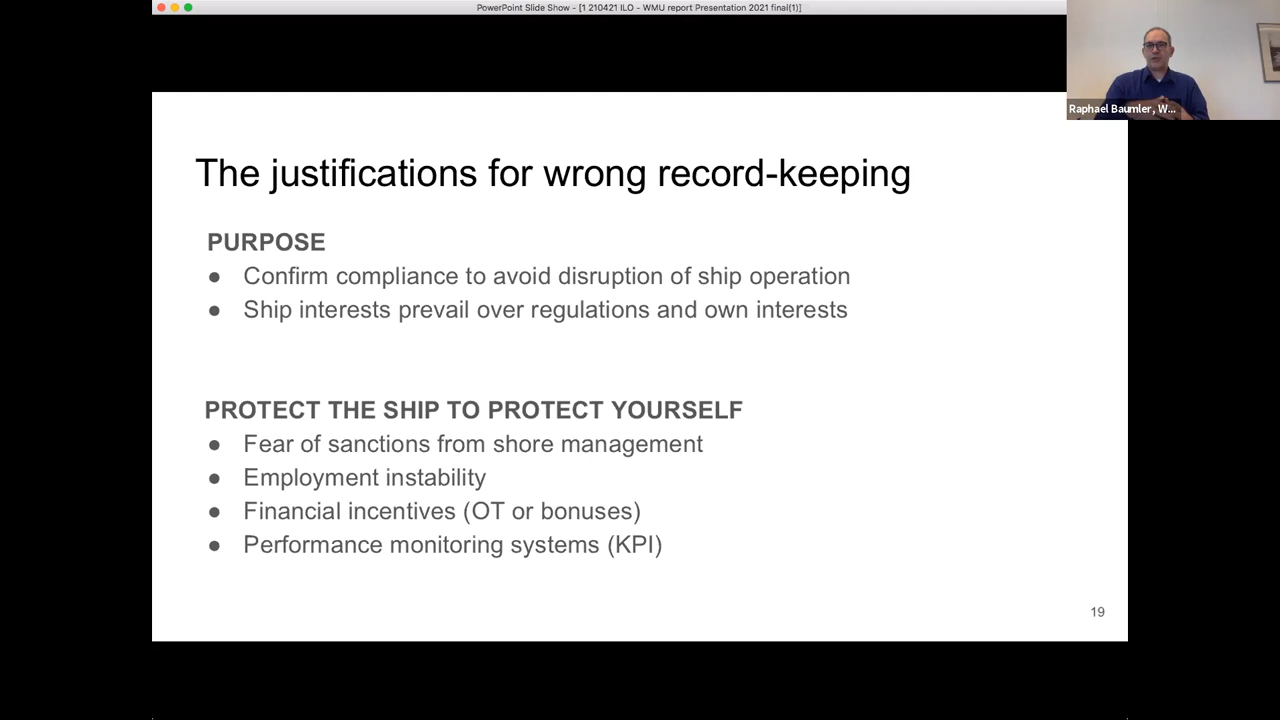 PowerPoint Slide Show - [1 210421 ILO - WMU report Presentation 2021 final(1)]
Raphael Baumler, W...
The justifications for wrong record-keeping
PURPOSE
● Confirm compliance to avoid disruption of ship operation
● Ship interests prevail over regulations and own interests
PROTECT THE SHIP TO PROTECT YOURSELF
● Fear of sanctions from shore management
● Employment instability
● Financial incentives (OT or bonuses)
● Performance monitoring systems (KPI)
19